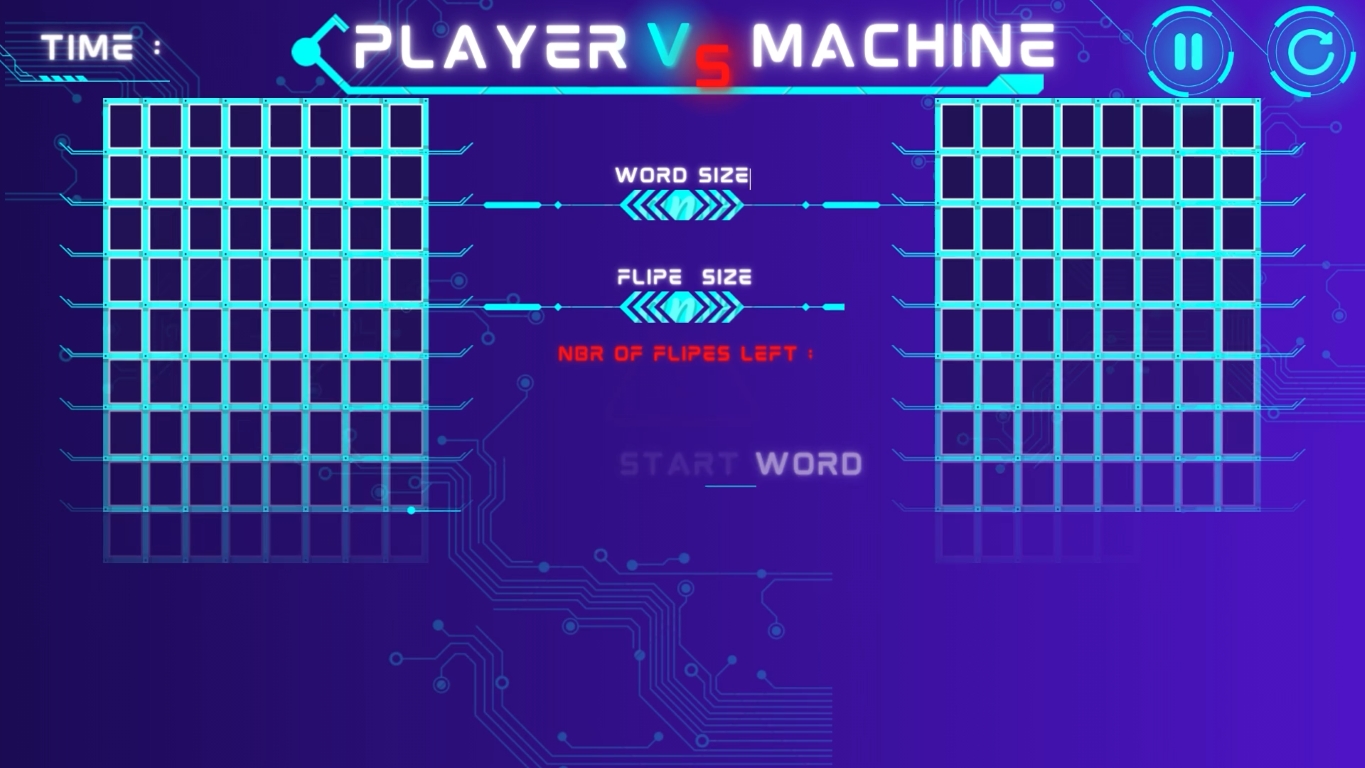 TIME :
PLAYER VS MACHINE
WORD SIZE
FLIPE SIZE
NBR OF FLIPES LEFT :
START WORD